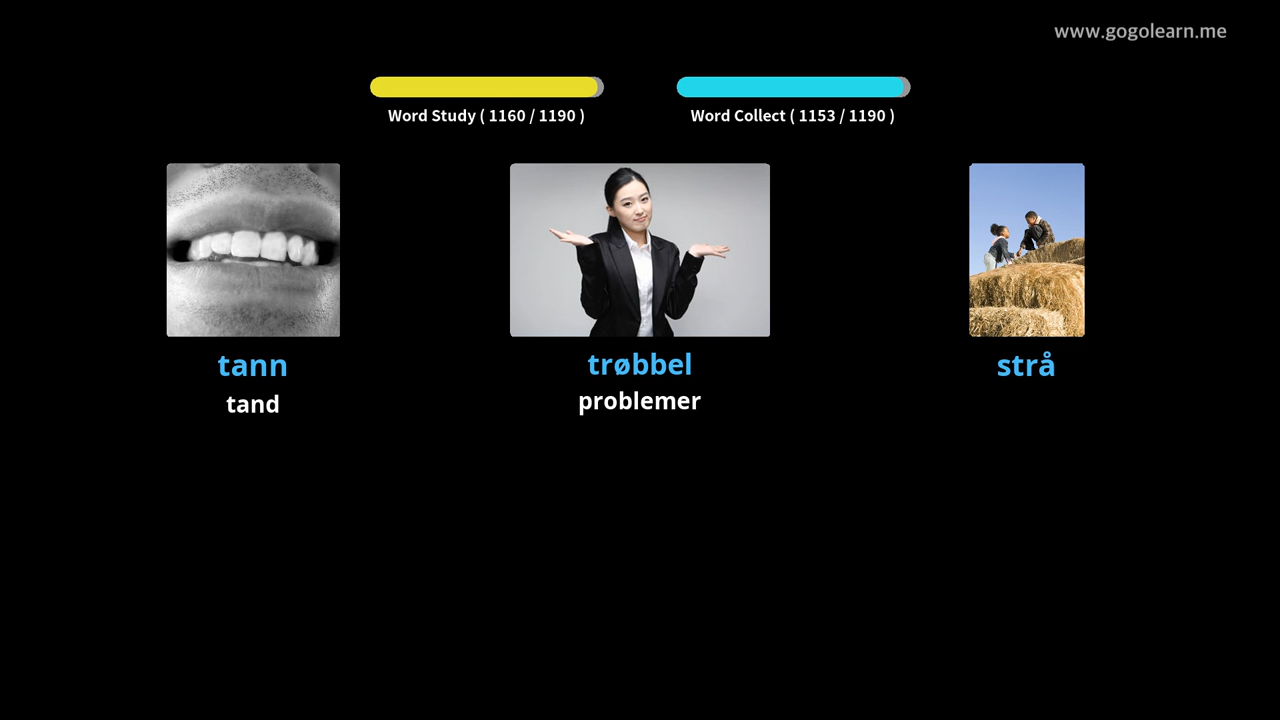 www.gogolearn.me
Word Study ( 1160 / 1190 )
Word Collect ( 1153 / 1190 )
tann
tand
trøbbel
problemer
strå